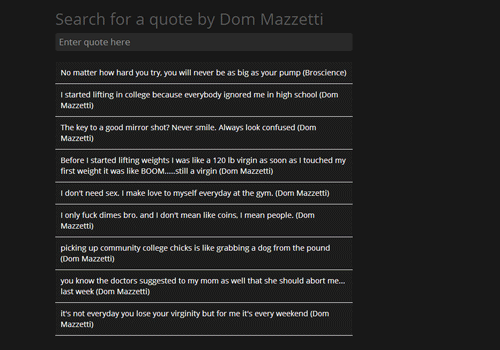 Search for a quote by Dom Mazzetti
Enter quote here
No matter how hard you try, you will never be as big as your pump (Broscience)
I started lifting in college because everybody ignored me in high school (Dom
Mazzetti)
The key to a good mirror shot? Never smile. Always look confused (Dom
Mazzetti)
Before I started lifting weights I was like a 120 lb virgin as soon as I touched my
first weight it was like BOOM.....still a virgin (Dom Mazzetti)
I don't need sex. I make love to myself everyday at the gym. (Dom Mazzetti)
I only fuck dimes bro. and I don't mean like coins, I mean people. (Dom
Mazzetti)
picking up community college chicks is like grabbing a dog from the pound
(Dom Mazzetti)
you know the doctors suggested to my mom as well that she should abort me...
last week (Dom Mazzetti)
it's not everyday you lose your virginity but for me it's every weekend (Dom
Mazzetti)